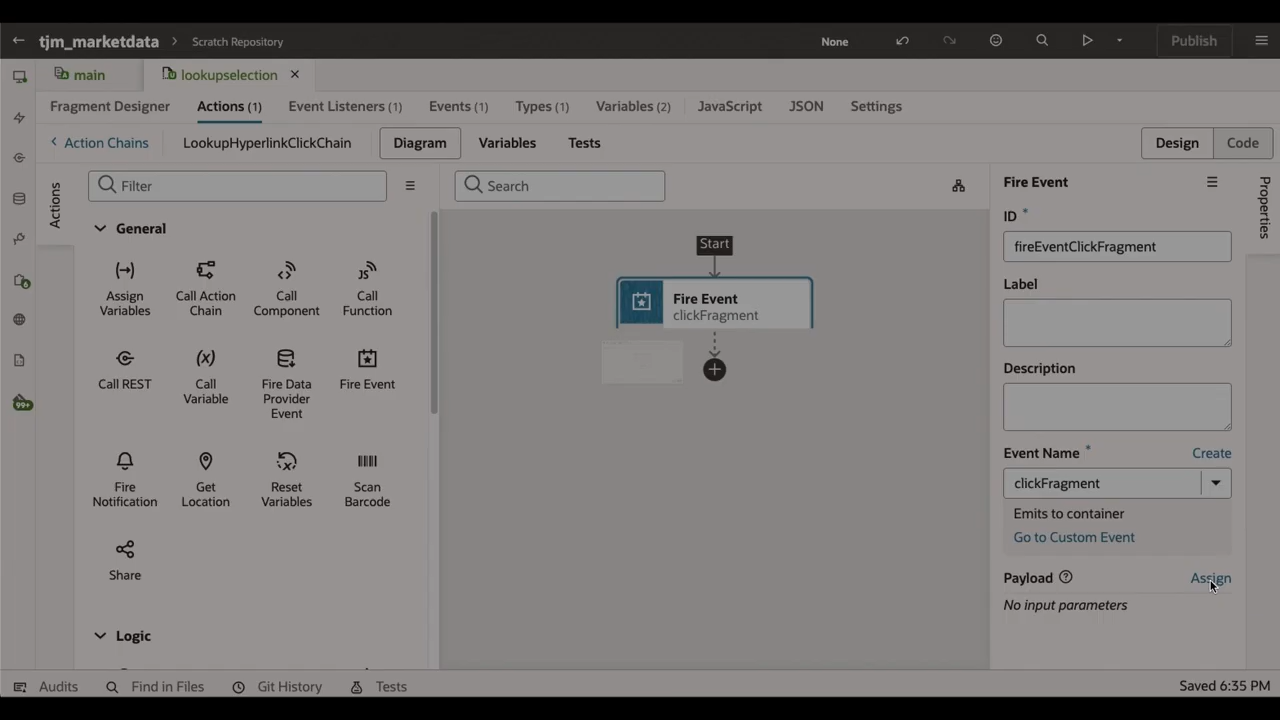 tjm_marketdata
Scratch Repository
None
Publish
main
lookupselection
Fragment Designer
Actions (1)
Event Listeners (1)
Events (1)
Types (1)
Variables (2)
JavaScript
JSON
Settings
Action Chains
LookupHyperlinkClickChain
Diagram
Variables
Tests
Design
Code
Actions
Filter
General
Assign
Variables
Call Action
Chain
Call
Component
Call
Function
Call REST
Call
Variable
Fire Data
Provider
Event
Fire Event
Fire
Notification
Get
Location
Reset
Variables
Scan
Barcode
Share
Logic
Search
Start
Fire Event
clickFragment
Fire Event
ID *
fireEventClickFragment
Label
Description
Event Name *
Create
clickFragment
Emits to container
Go to Custom Event
Payload
Assign
No input parameters
Properties
99+
Audits
Find in Files
Git History
Tests
Saved 6:35 PM